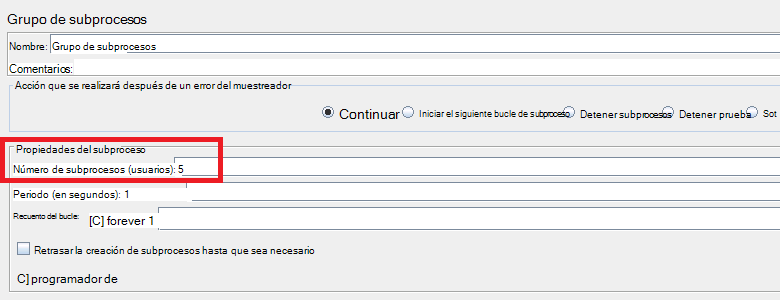 Grupo de subprocesos
Nombre: Grupo de subprocesos
Comentarios:
Acción que se realizará después de un error del muestreador
Continuar Iniciar el siguiente bucle de subproceso Detener subprocesos Detener prueba Sot
Propiedades del subproceso
Número de subprocesos (usuarios): 5
Periodo (en segundos): 1
Recuento del bucle: [C] forever 1
Retrasar la creación de subprocesos hasta que sea necesario
C] programador de